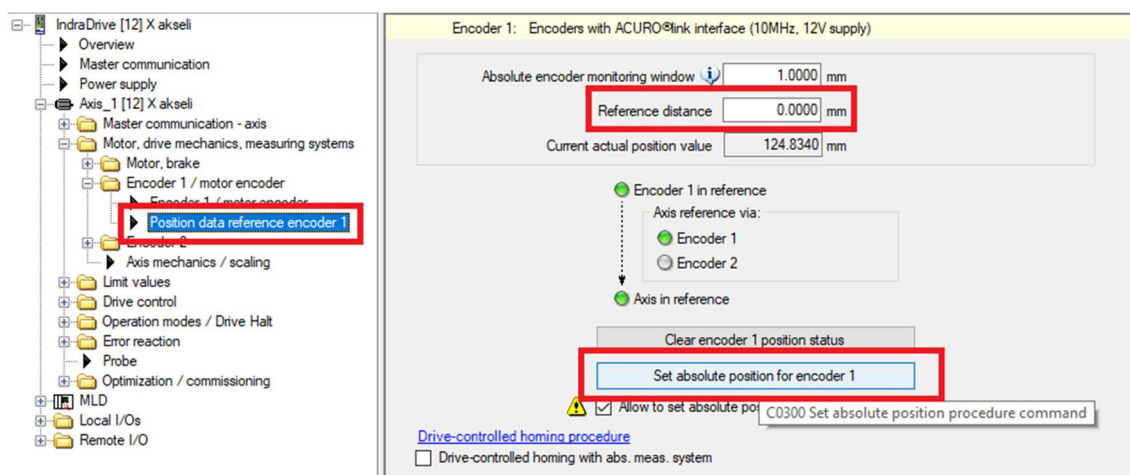 IndraDrive [12] X akseli
Overview
Master communication
Power supply
Axis_1 [12] X akseli
Master communication - axis
Motor, drive mechanics, measuring systems
Motor, brake
Encoder 1 / motor encoder
Encoder 1 / motor encoder
Position data reference encoder 1
Encoder 2
Axis mechanics / scaling
Limit values
Drive control
Operation modes / Drive Halt
Error reaction
Probe
Optimization / commissioning
MLD
Local I/Os
Remote I/O
Encoder 1: Encoders with ACURO®link interface (10MHz, 12V supply)
Absolute encoder monitoring window 1.0000 mm
Reference distance 0.0000 mm
Current actual position value 124.8340 mm
Encoder 1 in reference
Axis reference via:
Encoder 1
Encoder 2
Axis in reference
Clear encoder 1 position status
Set absolute position for encoder 1
Allow to set absolute pos
C0300 Set absolute position procedure command
Drive-controlled homing procedure
Drive-controlled homing with abs. meas. system